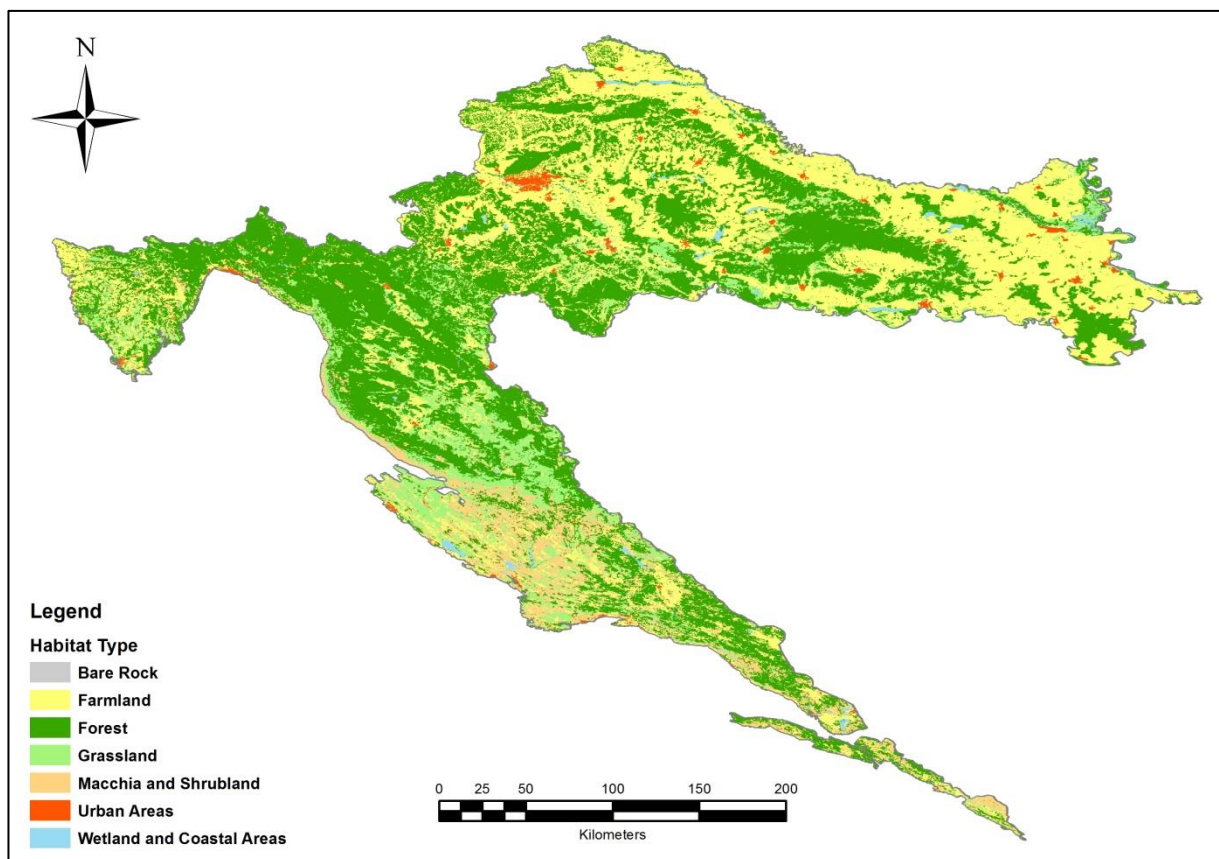 N
Legend
Habitat Type
Bare Rock
Farmland
Forest
Grassland
Macchia and Shrubland
Urban Areas
Wetland and Coastal Areas
0 25 50 100 150 200
Kilometers